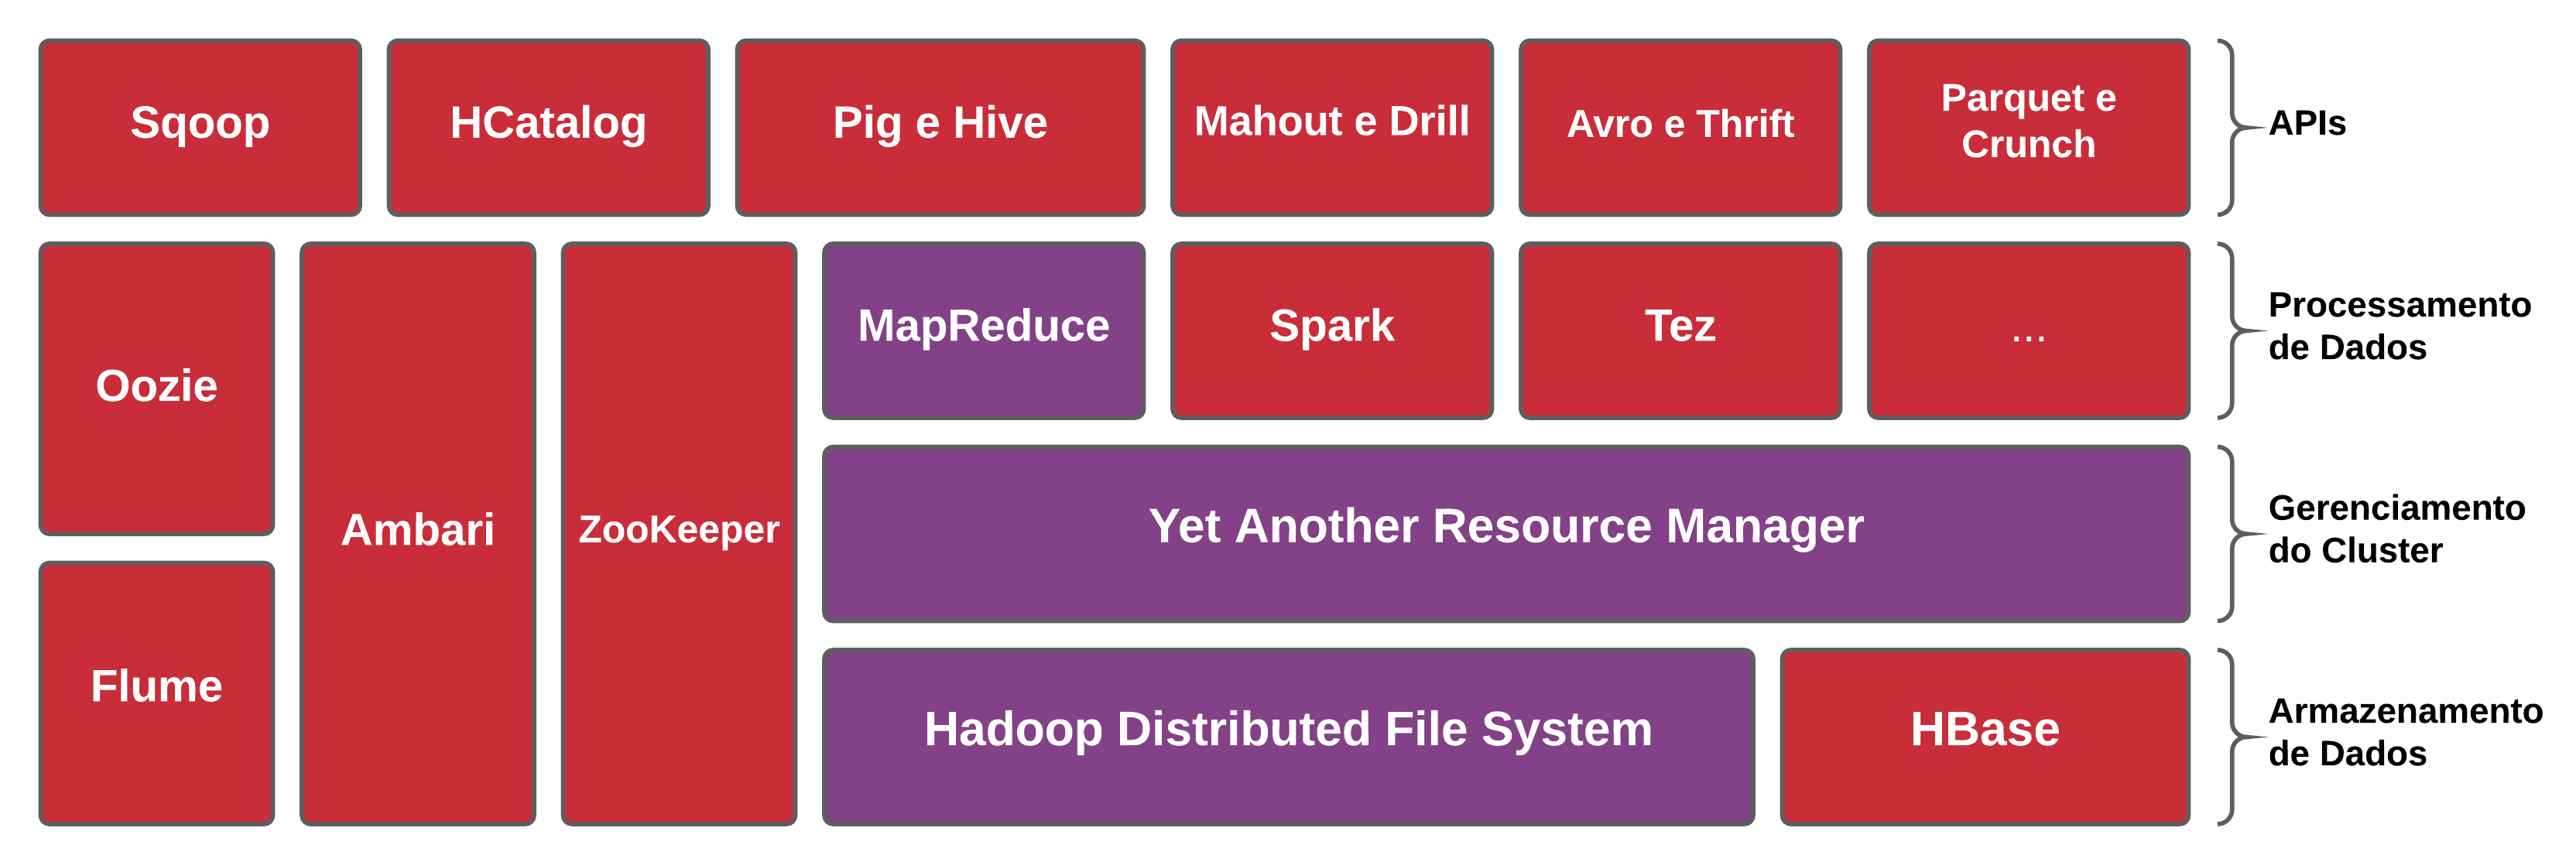 Sqoop
HCatalog
Pig e Hive
Mahout e Drill
Avro e Thrift
Parquet e
Crunch
APIs
Oozie
Ambari
ZooKeeper
MapReduce
Spark
Tez
...
Processamento
de Dados
Yet Another Resource Manager
Gerenciamento
do Cluster
Flume
Hadoop Distributed File System
HBase
Armazenamento
de Dados